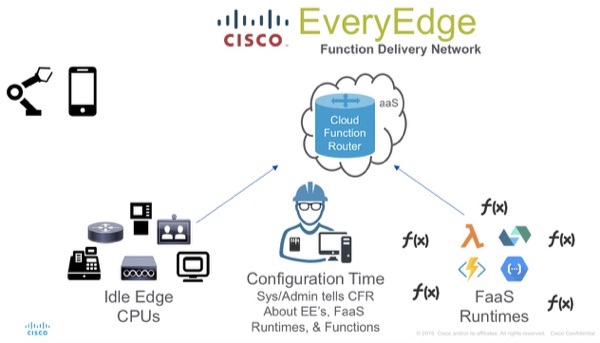 CISCO EveryEdge
Function Delivery Network
aaS
Cloud
Function
Router
f(x)
f(x)
f(x)
f(x)
f(x)
Idle Edge
CPUs
Configuration Time
Sys/Admin tells CFR
About EE's, FaaS
Runtimes, & Functions
FaaS
Runtimes
CISCO
© 2018 Cisco and/or its affiliates. All rights reserved. Cisco Confidential